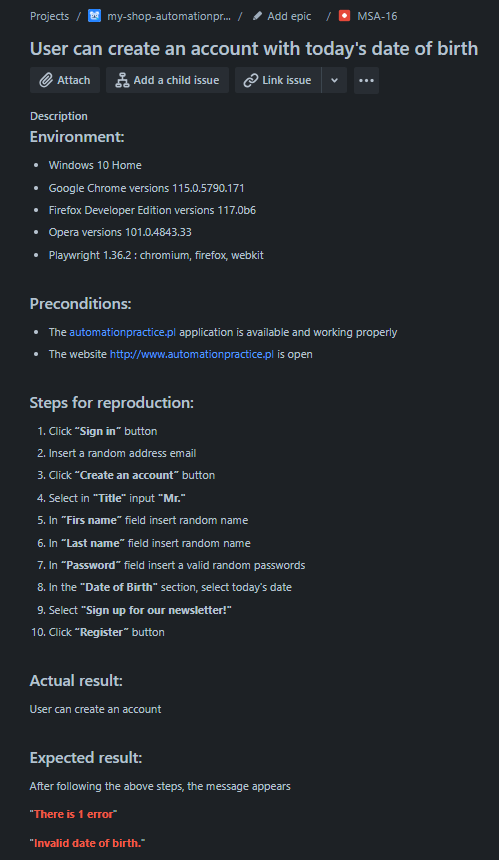 Projects / my-shop-automationpr... / Add epic / MSA-16
User can create an account with today's date of birth
Attach Add a child issue Link issue
Description
Environment:
• Windows 10 Home
• Google Chrome versions 115.0.5790.171
• Firefox Developer Edition versions 117.0b6
• Opera versions 101.0.4843.33
• Playwright 1.36.2 : chromium, firefox, webkit
Preconditions:
• The automationpractice.pl application is available and working properly
• The website http://www.automationpractice.pl is open
Steps for reproduction:
1. Click “Sign in” button
2. Insert a random address email
3. Click “Create an account” button
4. Select in "Title" input "Mr."
5. In “Firs name” field insert random name
6. In “Last name” field insert random name
7. In “Password” field insert a valid random passwords
8. In the "Date of Birth" section, select today's date
9. Select "Sign up for our newsletter!"
10. Click “Register” button
Actual result:
User can create an account
Expected result:
After following the above steps, the message appears
"There is 1 error"
"Invalid date of birth."